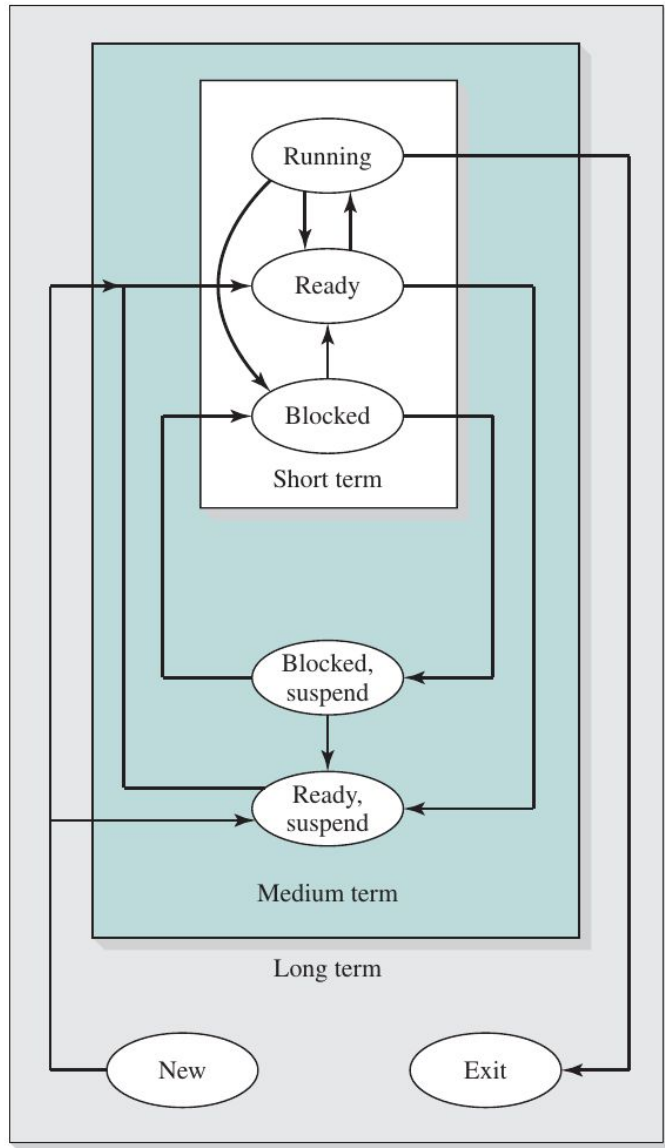 Running
Ready
Blocked
Short term
Blocked,
suspend
Ready,
suspend
Medium term
Long term
New
Exit